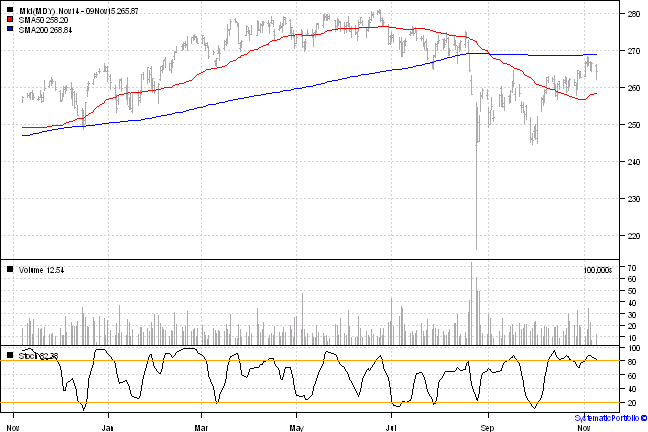 Mid(MDY), Nov14 - 09Nov15 265.87
SMA50 258.20
SMA200 268.84
280
270
260
250
240
230
220
Volume 12.54
100,000s
70
60
50
40
30
20
10
100
80
60
40
20
Nov Jan Mar May Jul Sep Nov
SystematicPortfolio ©